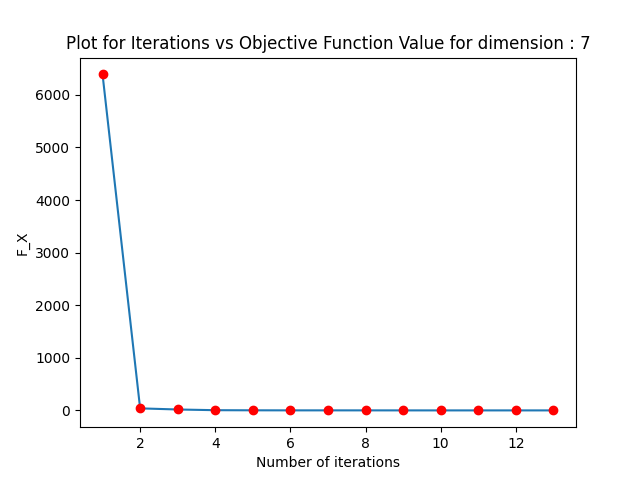 Plot for Iterations vs Objective Function Value for dimension : 7
6000
5000
4000
3000
2000
1000
0
F_X
2 4 6 8 10 12
Number of iterations